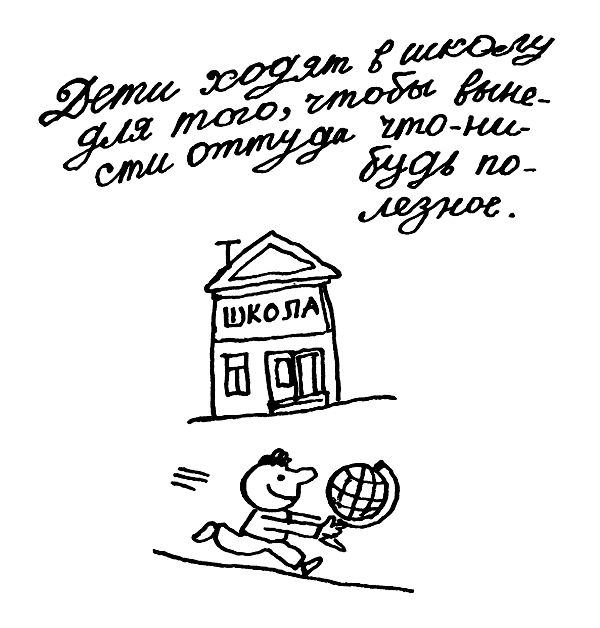 Дети ходят в школу
для того, чтобы выне-
сти оттуда что-ни-
будь по-
лезное.
ШКОЛА